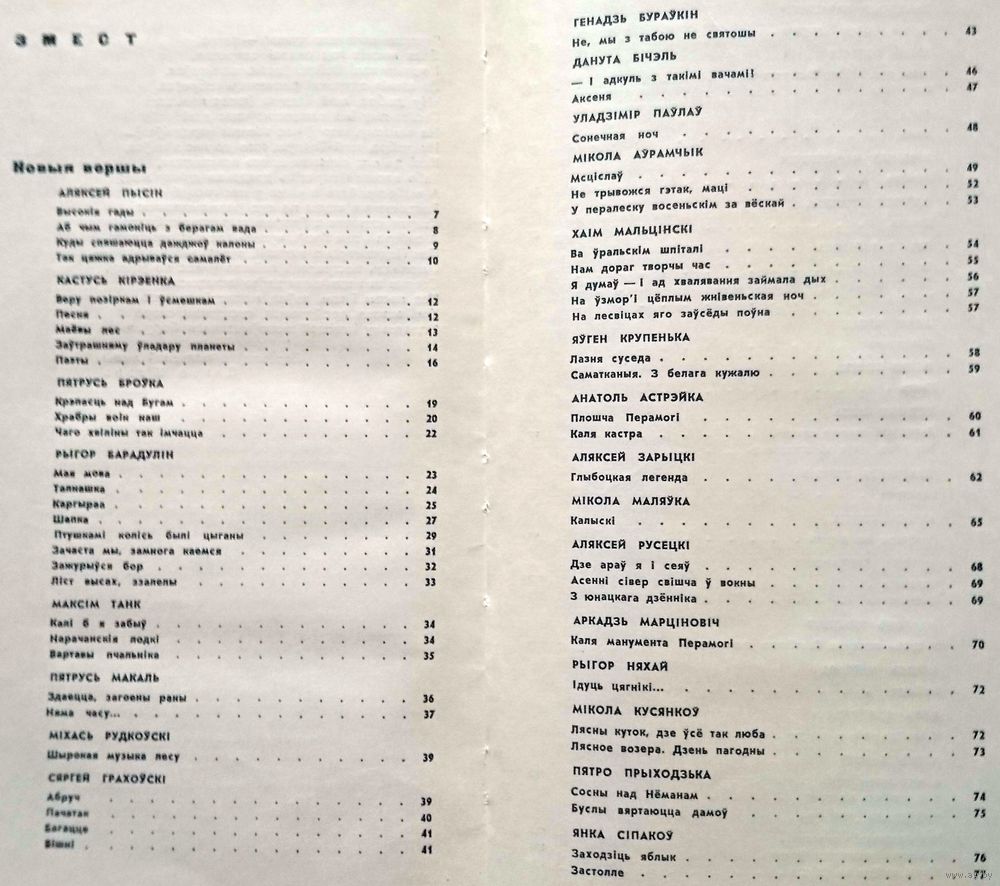 ЗМЕСТ
Новыя вершы
АЛЯКСЕЙ ПЫСІН
Высокія гады . . . 7
Аб чым гамоніць з берагам вада . . . 8
Куды спяшаюцца дажджоў калоны . . . 9
Так цяжка адрываўся самалёт . . . 10
КАСТУСЬ КІРЭЕНКА
Веру позіркам і ўсмешкам . . . 12
Песня . . . 12
Маёвы лес . . . 13
Заўтрашняму ўладару планеты . . . 14
Паэты . . . 16
ПЯТРУСЬ БРОЎКА
Крэпасць над Бугам . . . 19
Храбры воін наш . . . 20
Чаго хвіліны так імчацца . . . 22
РЫГОР БАРАДУЛІН
Мая мова . . . 23
Талнашка . . . 24
Каргыраа . . . 25
Шапка . . . 27
Птушкамі колісь былі цыганы . . . 29
Зачаста мы, замнога каемся . . . 31
Зажурыўся бор . . . 32
Ліст высах, ззалелы . . . 33
МАКСІМ ТАНК
Калі б я забыў . . . 34
Нарачанскія лодкі . . . 34
Вартавы пчальніка . . . 35
ПЯТРУСЬ МАКАЛЬ
Здаецца, загоены раны . . . 36
Няма часу... . . . 37
МІХАСЬ РУДКОЎСКІ
Шырокая музыка лесу . . . 39
СЯРГЕЙ ГРАХОЎСКІ
Абруч . . . 39
Пачатак . . . 40
Багацце . . . 41
Вішні . . . 41
ГЕНАДЗЬ БУРАЎКІН
Не, мы з табою не святошы . . . 43
ДАНУТА БІЧЭЛЬ
— І адкуль з такімі вачамі! . . . 46
Аксеня . . . 47
УЛАДЗІМІР ПАЎЛАЎ
Сонечная ноч . . . 48
МІКОЛА АЎРАМЧЫК
Мсціслаў . . . 49
Не трывожся гэтак, маці . . . 52
У пералеску восеньскім за вёскай . . . 53
ХАІМ МАЛЬЦІНСКІ
Ва ўральскім шпіталі . . . 54
Нам дораг творчы час . . . 55
Я думаў — і ад хвалявання займала дых . . . 56
На ўзмор'і цёплым жнівеньская ноч . . . 57
На лесвіцах яго заўсёды поўна . . . 57
ЯЎГЕН КРУПЕНЬКА
Лазня суседа . . . 58
Саматканыя. З белага кужалю . . . 59
АНАТОЛЬ АСТРЭЙКА
Плошча Перамогі . . . 60
Каля кастра . . . 61
АЛЯКСЕЙ ЗАРЫЦКІ
Глыбоцкая легенда . . . 62
МІКОЛА МАЛЯЎКА
Калыскі . . . 65
АЛЯКСЕЙ РУСЕЦКІ
Дзе араў я і сеяў . . . 68
Асенні сівер свішча ў вокны . . . 69
З юнацкага дзённіка . . . 69
АРКАДЗЬ МАРЦІНОВІЧ
Каля манумента Перамогі . . . 70
РЫГОР НЯХАЙ
Ідуць цягнікі... . . . 72
МІКОЛА КУСЯНКОЎ
Лясны куток, дзе ўсё так люба . . . 72
Лясное возера. Дзень пагодны . . . 73
ПЯТРО ПРЫХОДЗЬКА
Сосны над Нёманам . . . 74
Буслы вяртаюцца дамоў . . . 75
ЯНКА СІПАКОЎ
Заходзіць яблык . . . 76
Застолле . . . 77